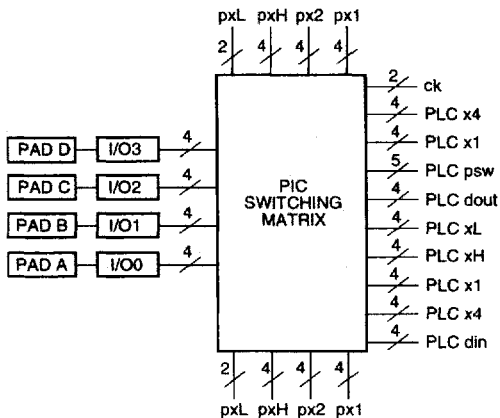 pxL pxH px2 px1
2 4 4 4
2 ck
4 PLC x4
4 PLC x1
5 PLC psw
4 PLC dout
4 PLC xL
4 PLC xH
4 PLC x1
4 PLC x4
4 PLC din
PAD D I/O3 4
PAD C I/O2 4
PAD B I/O1 4
PAD A I/O0 4
PIC
SWITCHING
MATRIX
2 4 4 4
pxL pxH px2 px1